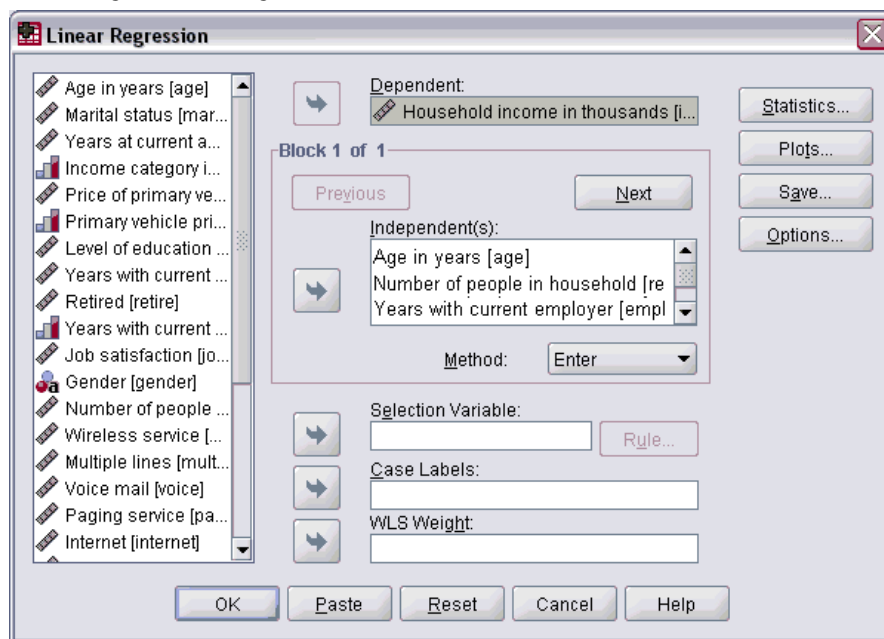 Linear Regression
Age in years [age]
Marital status [mar...
Years at current a...
Income category i...
Price of primary ve...
Primary vehicle pri...
Level of education ...
Years with current ...
Retired [retire]
Years with current ...
Job satisfaction [jo...
Gender [gender]
Number of people ...
Wireless service [...
Multiple lines [mult...
Voice mail [voice]
Paging service [pa...
Internet [internet]
Dependent:
Household income in thousands [i...
Block 1 of 1
Previous
Next
Independent(s):
Age in years [age]
Number of people in household [re
Years with current employer [empl
Method:
Enter
Selection Variable:
Rule...
Case Labels:
WLS Weight:
Statistics...
Plots...
Save...
Options...
OK
Paste
Reset
Cancel
Help